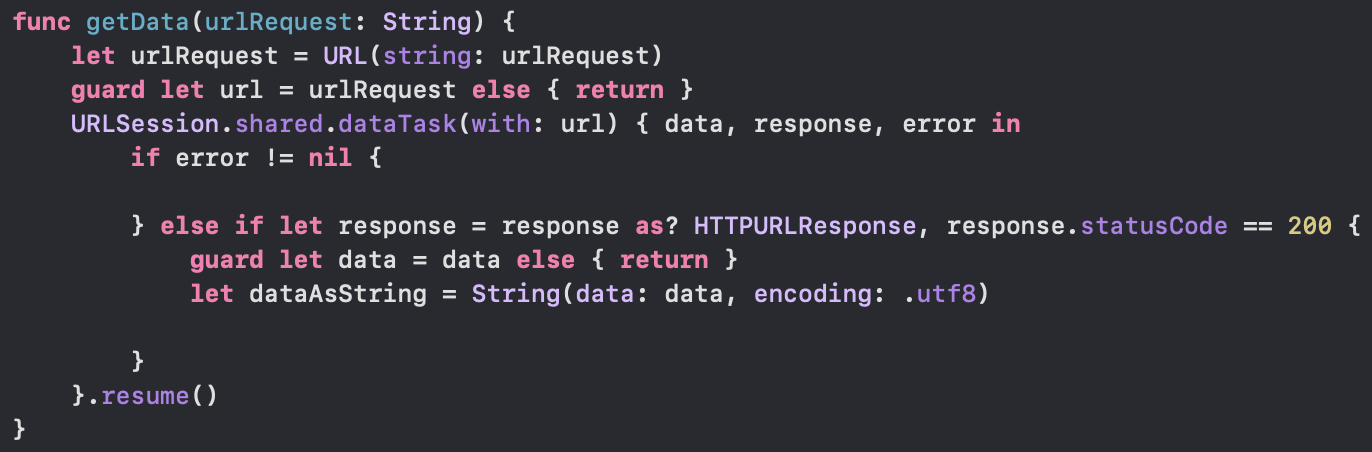 func getData(urlRequest: String) {
    let urlRequest = URL(string: urlRequest)
    guard let url = urlRequest else { return }
    URLSession.shared.dataTask(with: url) { data, response, error in
        if error != nil {

        } else if let response = response as? HTTPURLResponse, response.statusCode == 200 {
            guard let data = data else { return }
            let dataAsString = String(data: data, encoding: .utf8)

        }
    }.resume()
}